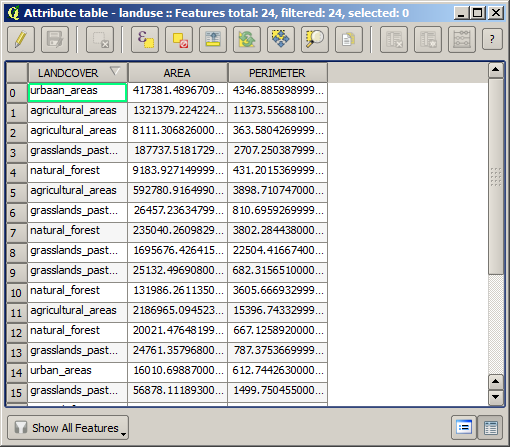 Attribute table - landuse :: Features total: 24, filtered: 24, selected: 0
?
LANDCOVER AREA PERIMETER
0 urbaan_areas 417381.4896709... 4346.885898999...
1 agricultural_areas 1321379.224224... 11373.55688100...
2 agricultural_areas 8111.306826000... 363.5804269999...
3 grasslands_past... 187737.5181729... 2707.250387999...
4 natural_forest 9183.927149999... 431.2015369999...
5 agricultural_areas 592780.9164990... 3898.710747000...
6 grasslands_past... 26457.23634799... 810.6959269999...
7 natural_forest 235040.2609829... 3802.284438000...
8 grasslands_past... 1695676.426415... 22504.41667400...
9 grasslands_past... 25132.49690800... 682.3156510000...
10 natural_forest 131986.2611350... 3605.666932999...
11 agricultural_areas 2186965.094523... 15396.74332999...
12 natural_forest 20021.47648199... 667.1258920000...
13 grasslands_past... 24761.35796800... 787.3753669999...
14 urban_areas 16010.69887000... 612.7442630000...
15 grasslands_past... 56878.11189300... 1499.750455000...
Show All Features